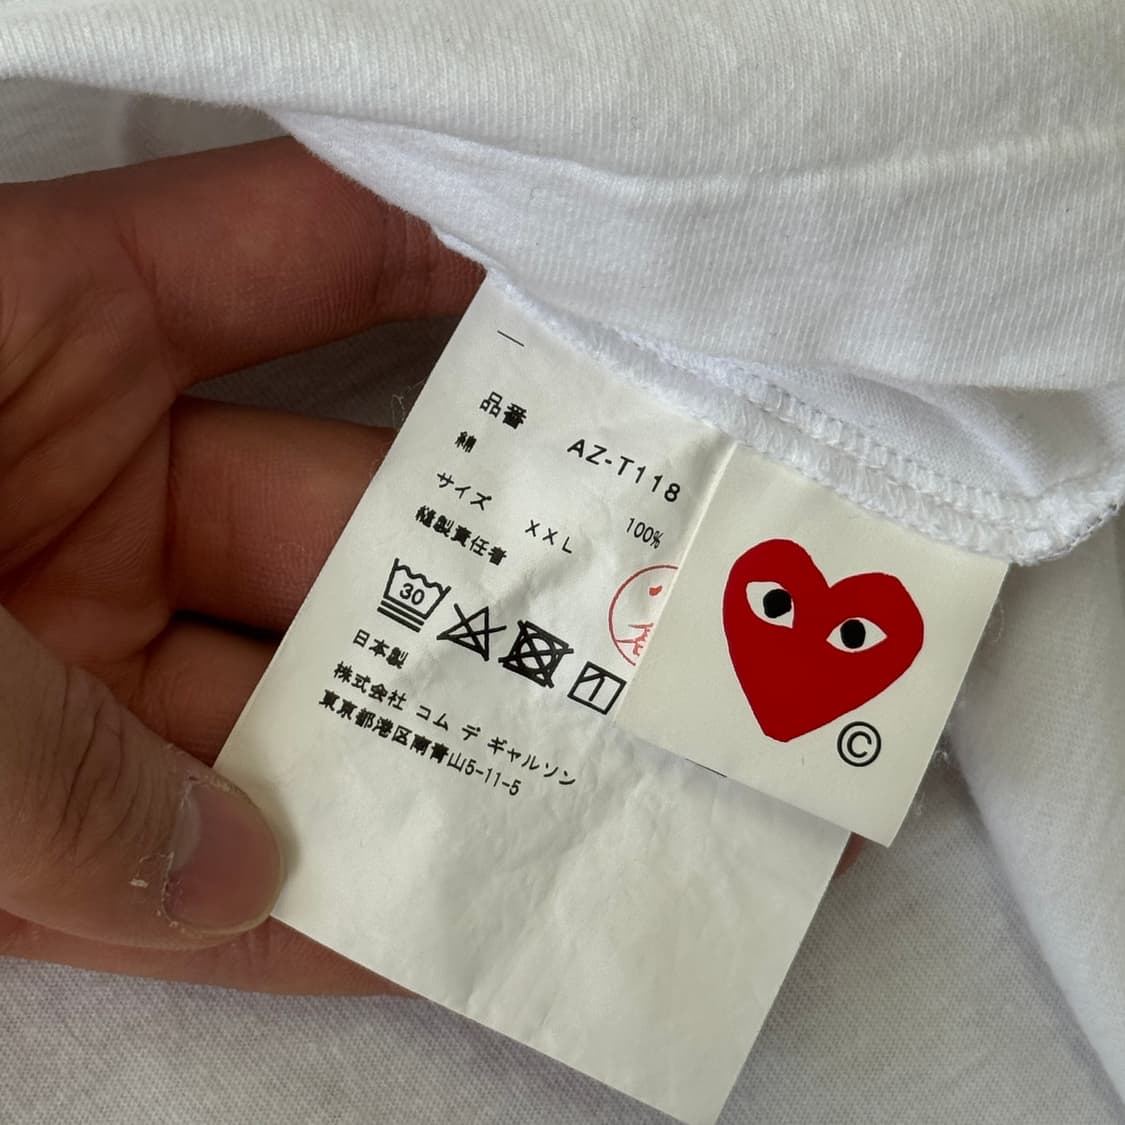 品番 AZ-T118
綿 100%
サイズ XXL
縫製責任者
30
日本製
株式会社 コム デ ギャルソン
東京都港区南青山5-11-5
©